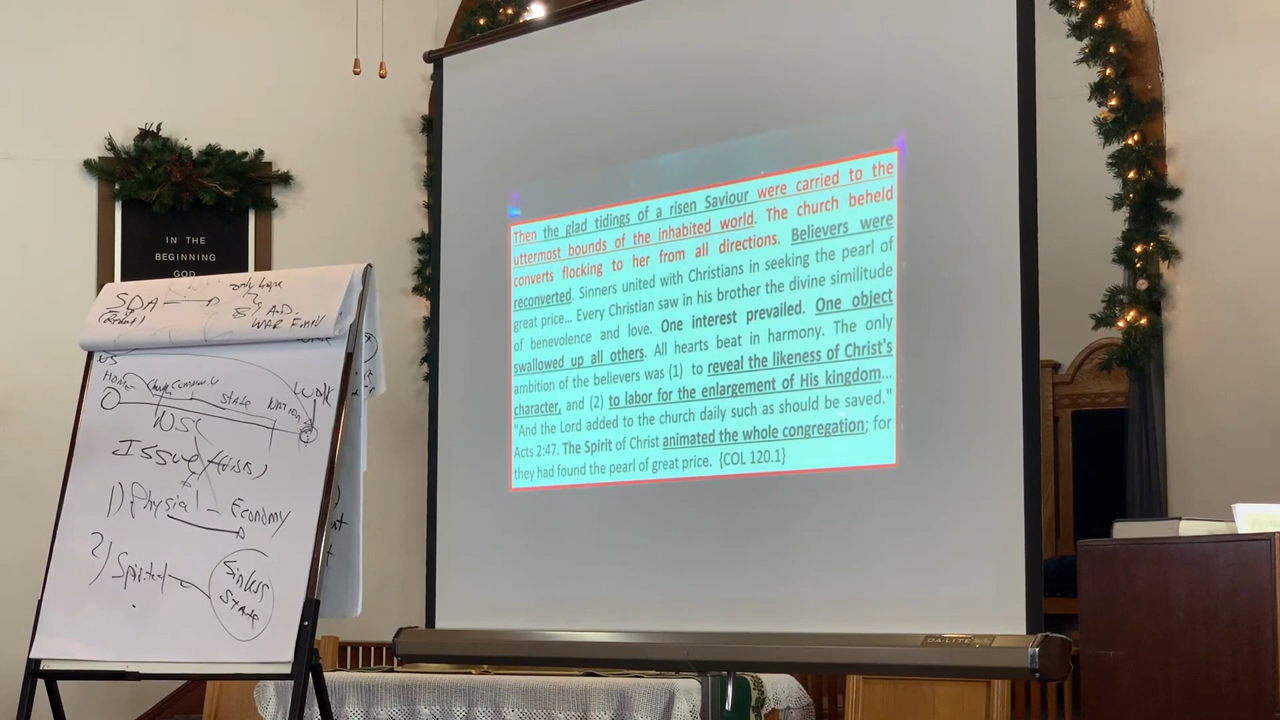 IN THE
BEGINNING
GOD
SDA
only hope
WAR
HOME
STATE
NATION
WSC
Issue
1) Physial - Economy
2)
Sinless
State
Then the glad tidings of a risen Saviour were carried to the
uttermost bounds of the inhabited world. The church beheld
converts flocking to her from all directions. Believers were
reconverted. Sinners united with Christians in seeking the pearl of
great price... Every Christian saw in his brother the divine similitude
of benevolence and love. One interest prevailed. One object
swallowed up all others. All hearts beat in harmony. The only
ambition of the believers was (1) to reveal the likeness of Christ's
character, and (2) to labor for the enlargement of His kingdom...
"And the Lord added to the church daily such as should be saved."
Acts 2:47. The Spirit of Christ animated the whole congregation; for
they had found the pearl of great price. {COL 120.1}
DA-LITE